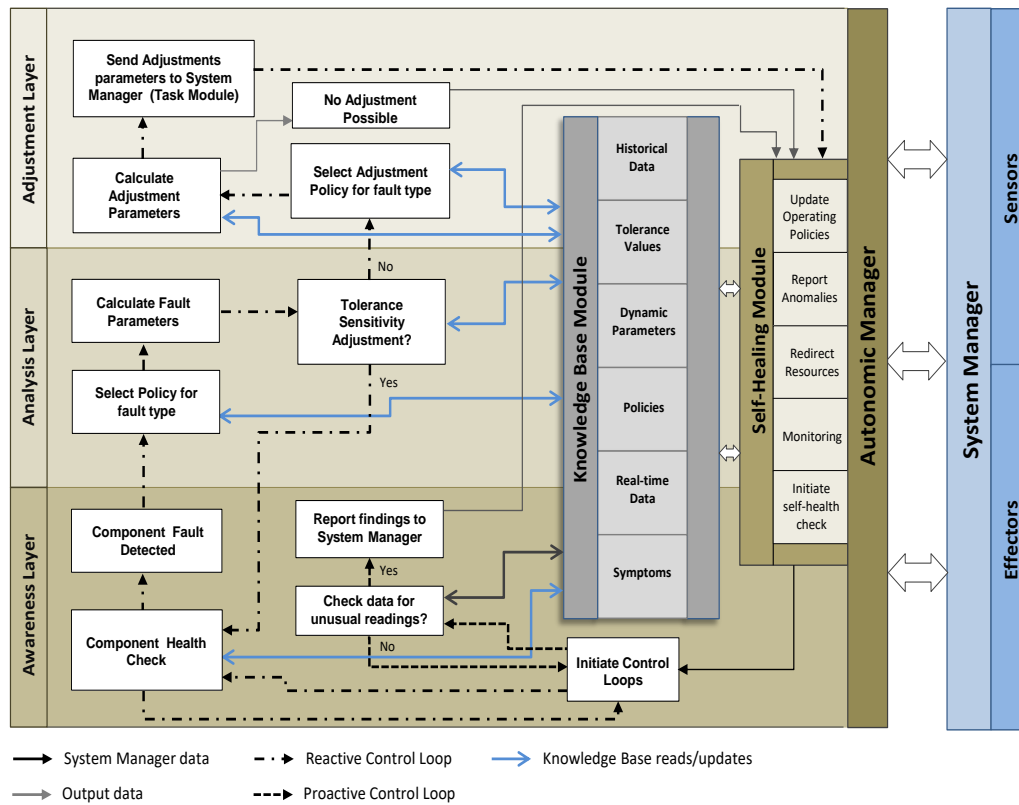 Adjustment Layer
Send Adjustments
parameters to System
Manager (Task Module)
No Adjustment
Possible
Calculate
Adjustment
Parameters
Select Adjustment
Policy for fault type
No
Analysis Layer
Calculate Fault
Parameters
Tolerance
Sensitivity
Adjustment?
Select Policy for
fault type
Yes
Awareness Layer
Component Fault
Detected
Report findings to
System Manager
Yes
Check data for
unusual readings?
Component Health
Check
No
Initiate Control
Loops
Knowledge Base Module
Historical
Data
Tolerance
Values
Dynamic
Parameters
Policies
Real-time
Data
Symptoms
Self-Healing Module
Update
Operating
Policies
Report
Anomalies
Redirect
Resources
Monitoring
Initiate
self-health
check
Autonomic Manager
System Manager
Sensors
Effectors
System Manager data
Reactive Control Loop
Knowledge Base reads/updates
Output data
Proactive Control Loop